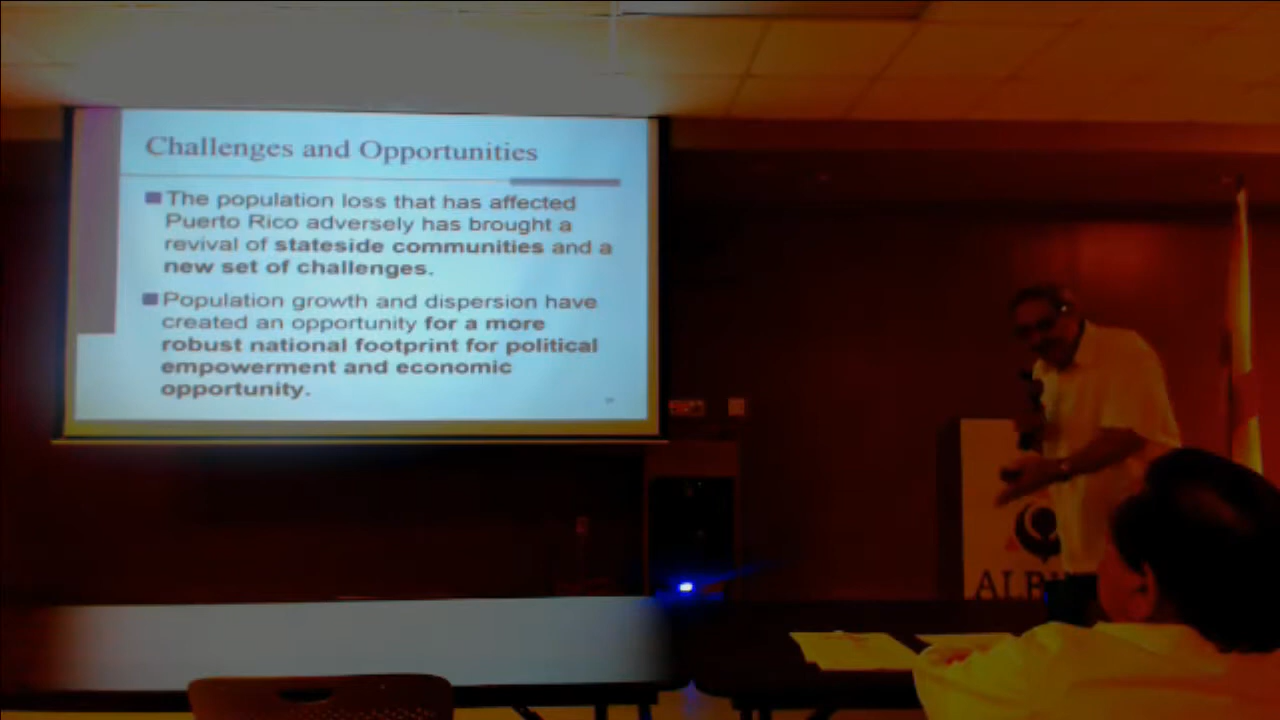 Challenges and Opportunities
The population loss that has affected
Puerto Rico adversely has brought a
revival of stateside communities and a
new set of challenges.
Population growth and dispersion have
created an opportunity for a more
robust national footprint for political
empowerment and economic
opportunity.